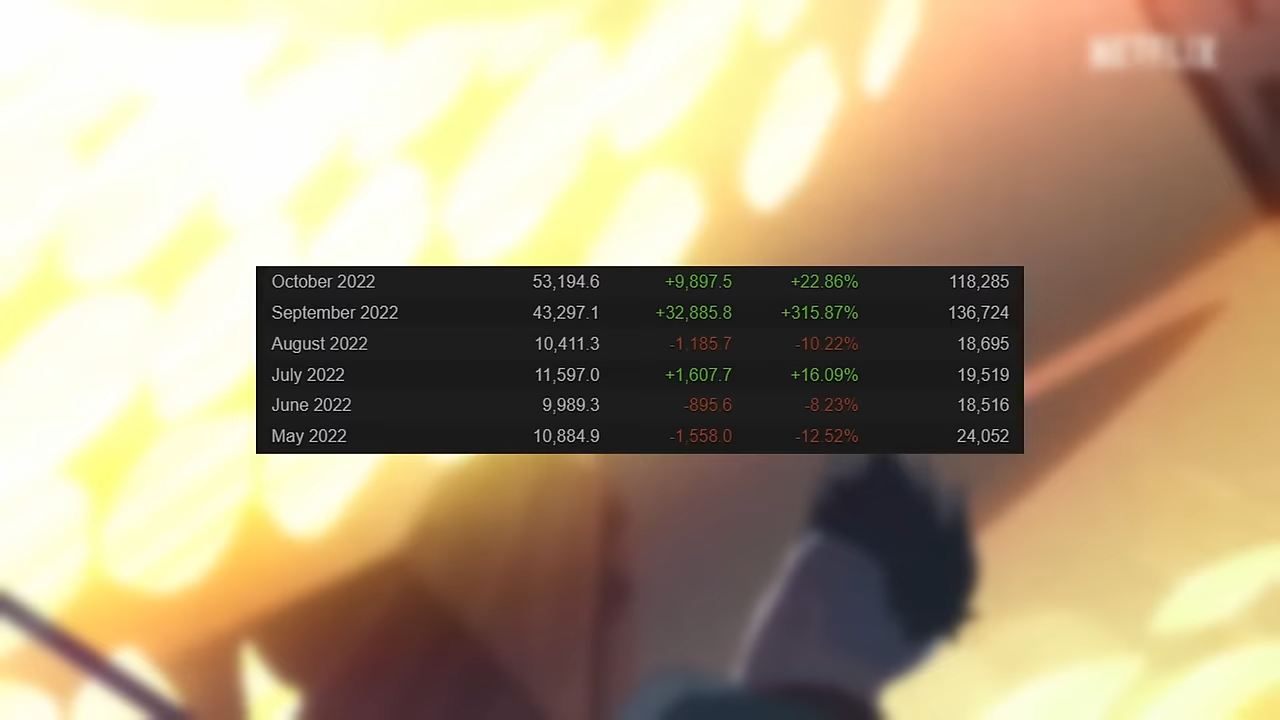 NETFLIX
October 2022 53,194.6 +9,897.5 +22.86% 118,285
September 2022 43,297.1 +32,885.8 +315.87% 136,724
August 2022 10,411.3 -1,185.7 -10.22% 18,695
July 2022 11,597.0 +1,607.7 +16.09% 19,519
June 2022 9,989.3 -895.6 -8.23% 18,516
May 2022 10,884.9 -1,558.0 -12.52% 24,052